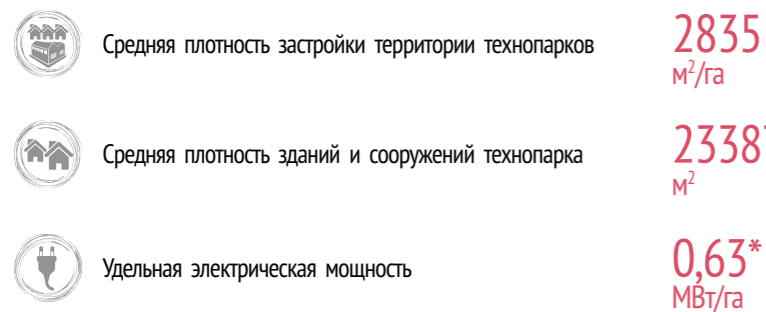 Средняя плотность застройки территории технопарков
2835
м²/га
Средняя плотность зданий и сооружений технопарка
2338
м²
Удельная электрическая мощность
0,63*
МВт/га